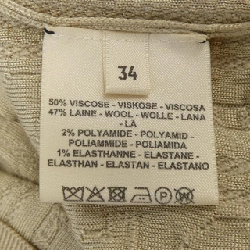 34
50% VISCOSE - VISKOSE - VISCOSA
47% LAINE - WOOL - WOLLE - LANA
- LÃ
2% POLYAMIDE - POLYAMID -
POLIAMMIDE - POLIAMIDA
1% ELASTHANNE - ELASTANE -
ELASTHAN - ELASTAN - ELASTANO